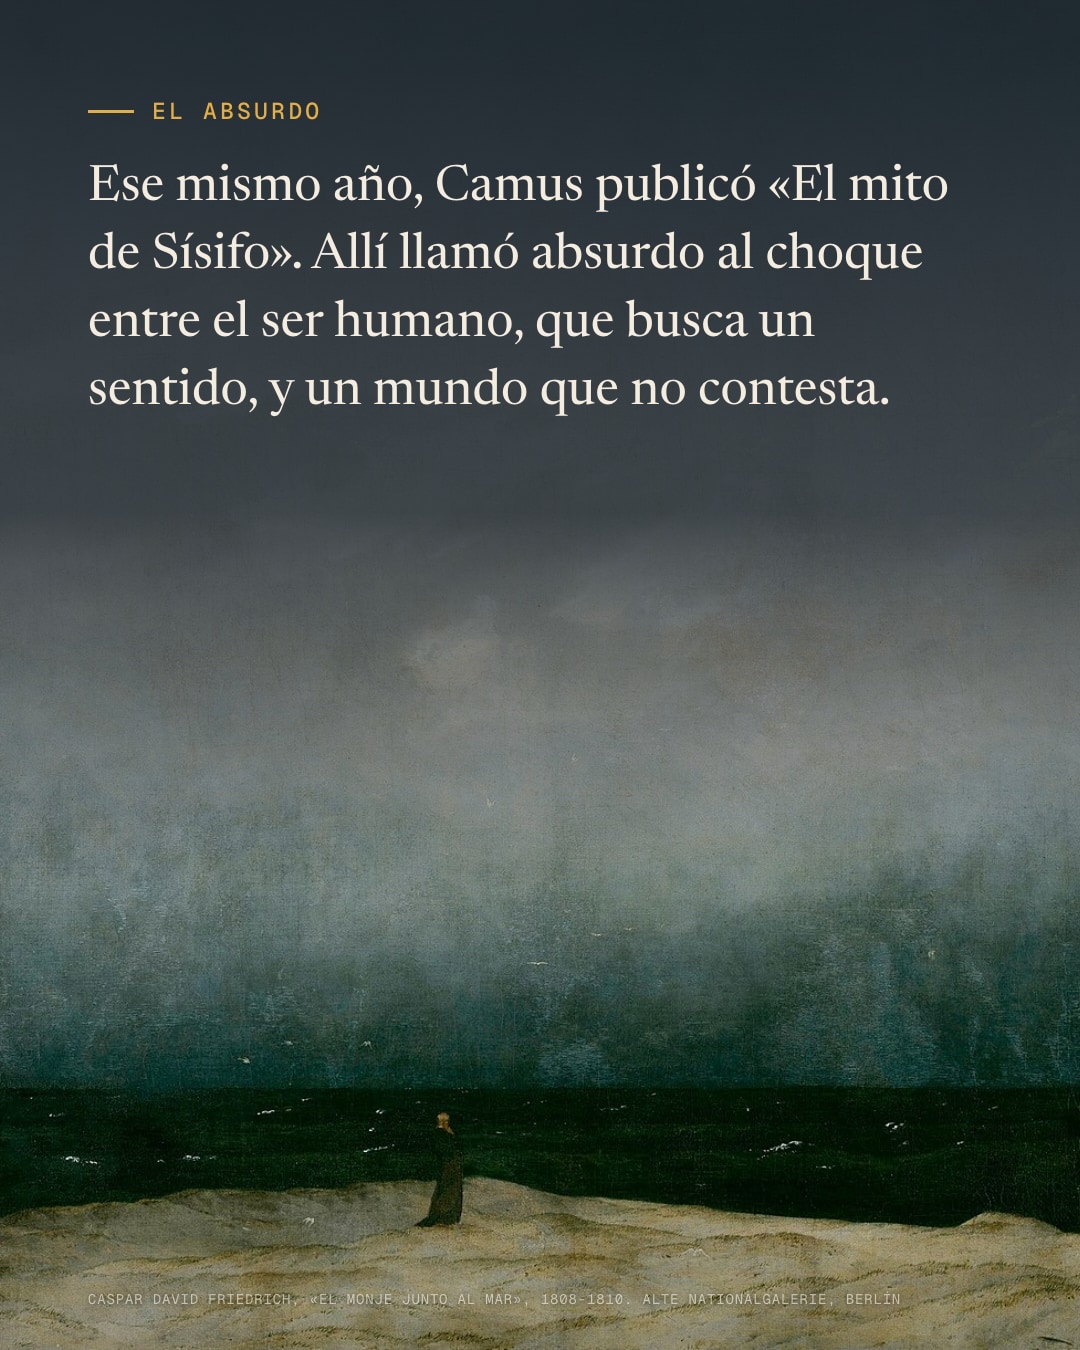 EL ABSURDO
Ese mismo año, Camus publicó «El mito
de Sísifo». Allí llamó absurdo al choque
entre el ser humano, que busca un
sentido, y un mundo que no contesta.
CASPAR DAVID FRIEDRICH, «EL MONJE JUNTO AL MAR», 1808-1810. ALTE NATIONALGALERIE, BERLÍN